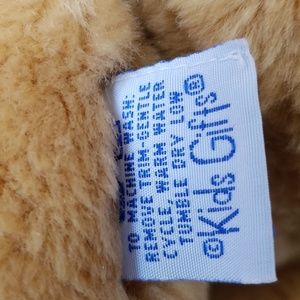 TO MACHINE WASH:
REMOVE TRIM-GENTLE
CYCLE, WARM WATER
TUMBLE DRY LOW
©Kids Gifts®